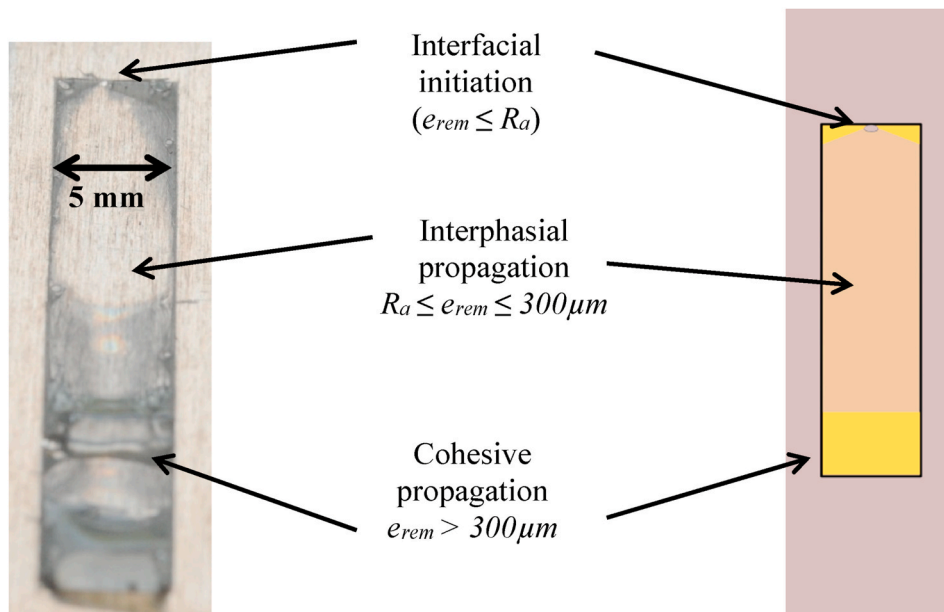 Interfacial
initiation
(e_rem ≤ R_a)
5 mm
Interphasial
propagation
R_a ≤ e_rem ≤ 300µm
Cohesive
propagation
e_rem > 300µm